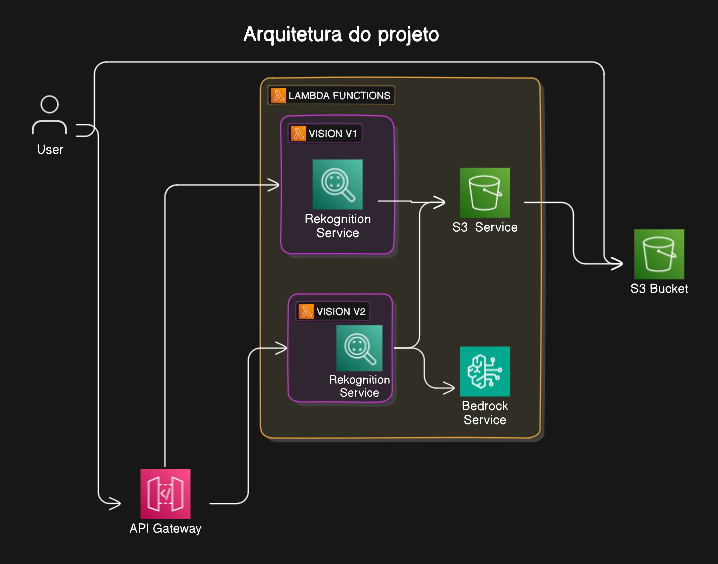 Arquitetura do projeto
LAMBDA FUNCTIONS
User
VISION V1
Rekognition
Service
S3 Service
S3 Bucket
VISION V2
Rekognition
Service
Bedrock
Service
API Gateway